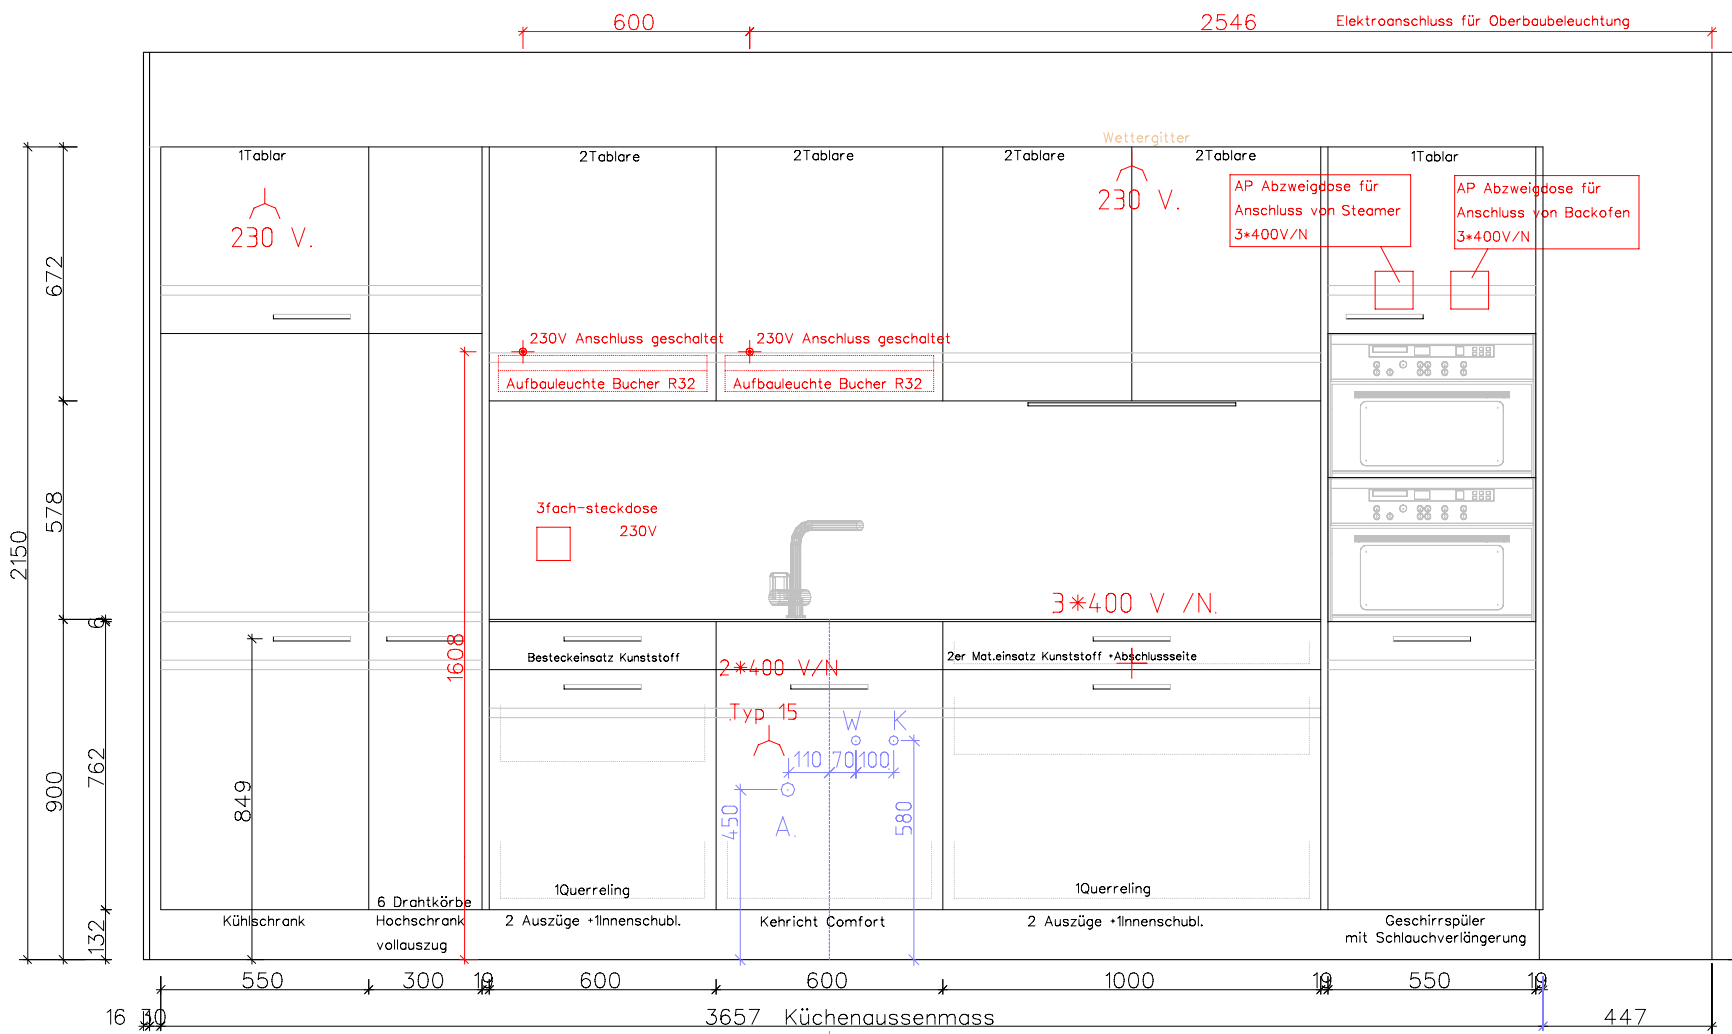 600
2546
Elektroanschluss für Oberbaubeleuchtung
Wettergitter
1Tablar
2Tablare
2Tablare
2Tablare
2Tablare
1Tablar
230 V.
230 V.
AP Abzweigdose für
Anschluss von Steamer
3*400V/N
AP Abzweigdose für
Anschluss von Backofen
3*400V/N
672
230V Anschluss geschaltet
230V Anschluss geschaltet
Aufbauleuchte Bucher R32
Aufbauleuchte Bucher R32
578
2150
3fach-steckdose
230V
3*400 V /N.
6
1608
Besteckeinsatz Kunststoff
2*400 V/N
2er Mat.einsatz Kunststoff +Abschlussseite
Typ 15
W
K
110
70
100
762
900
849
450
580
A.
1Querreling
1Querreling
132
Kühlschrank
6 Drahtkörbe
Hochschrank
vollauszug
2 Auszüge +1Innenschubl.
Kehricht Comfort
2 Auszüge +1Innenschubl.
Geschirrspüler
mit Schlauchverlängerung
550
300
19
600
600
1000
19
550
19
16
30
3657 Küchenaussenmass
447